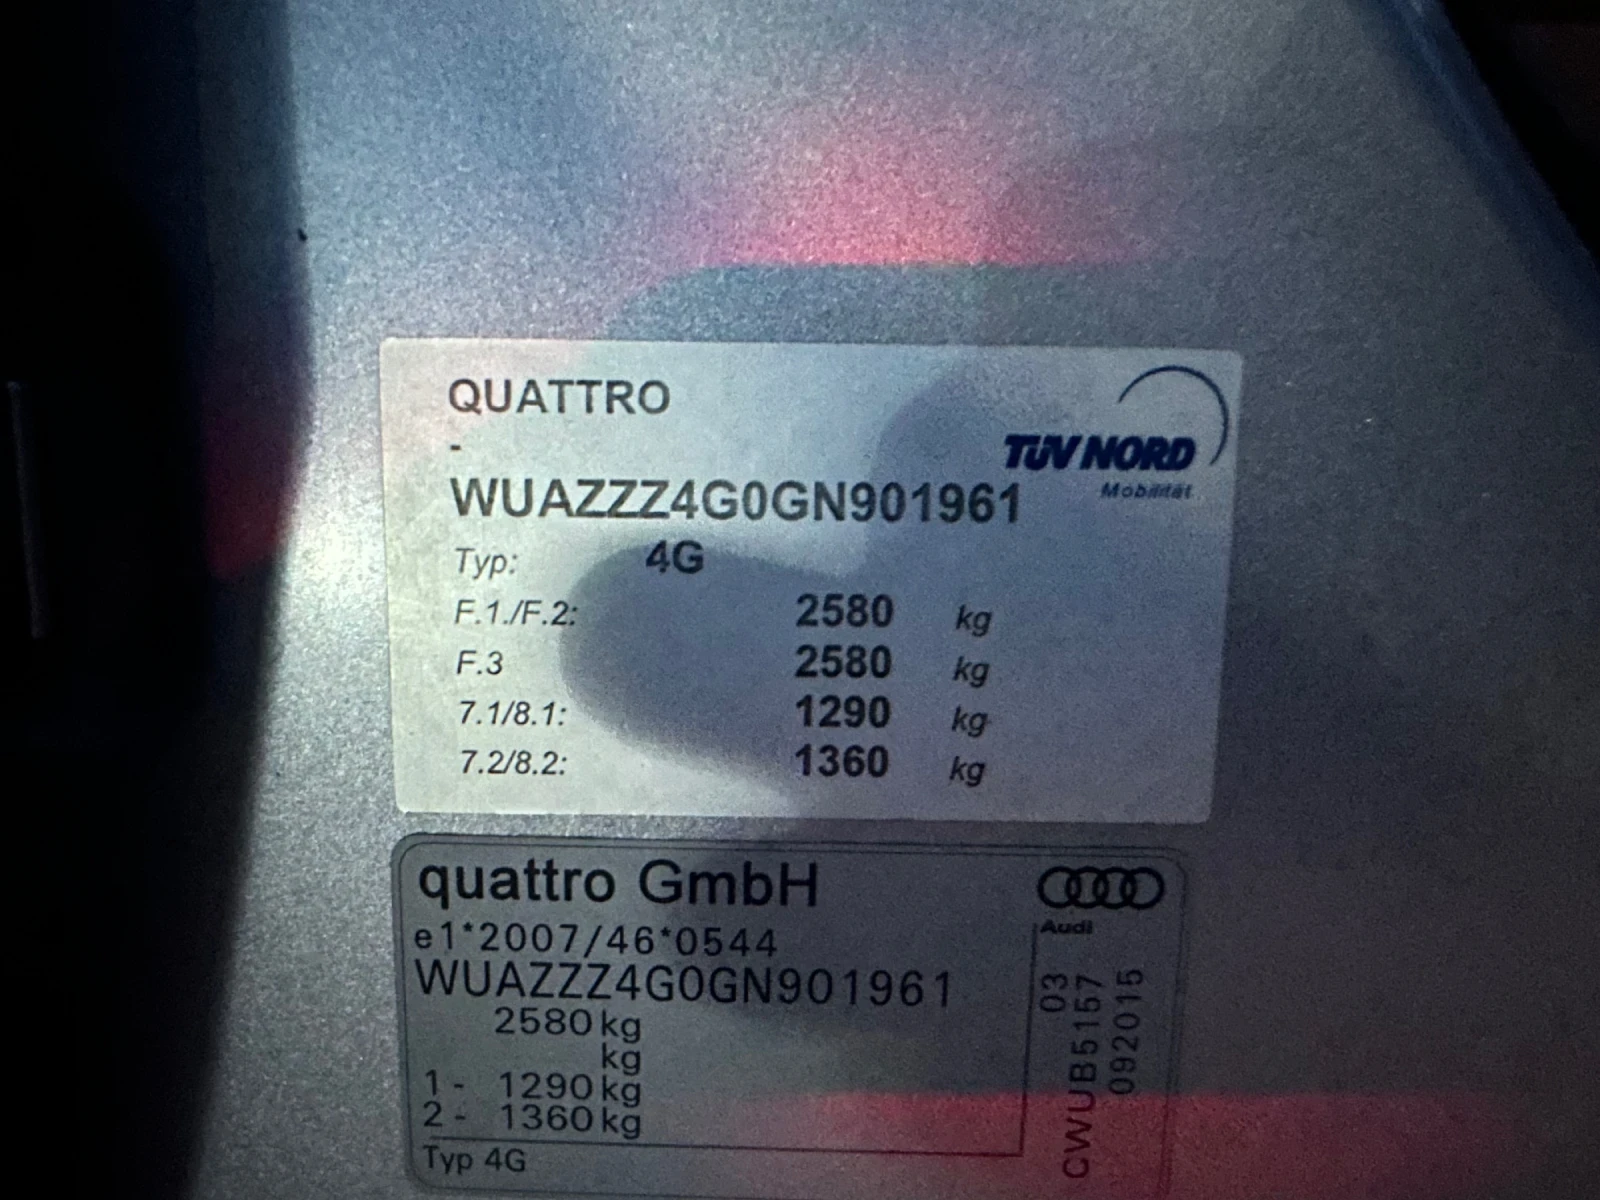 QUATTRO
-
TÜV NORD
Mobilität
WUAZZZ4G0GN901961
Typ: 4G
F.1./F.2: 2580 kg
F.3 2580 kg
7.1/8.1: 1290 kg
7.2/8.2: 1360 kg
quattro GmbH
Audi
e1*2007/46*0544
WUAZZZ4G0GN901961
2580 kg
kg
1 - 1290 kg
2 - 1360 kg
Typ 4G
03
CWUB5157
092015